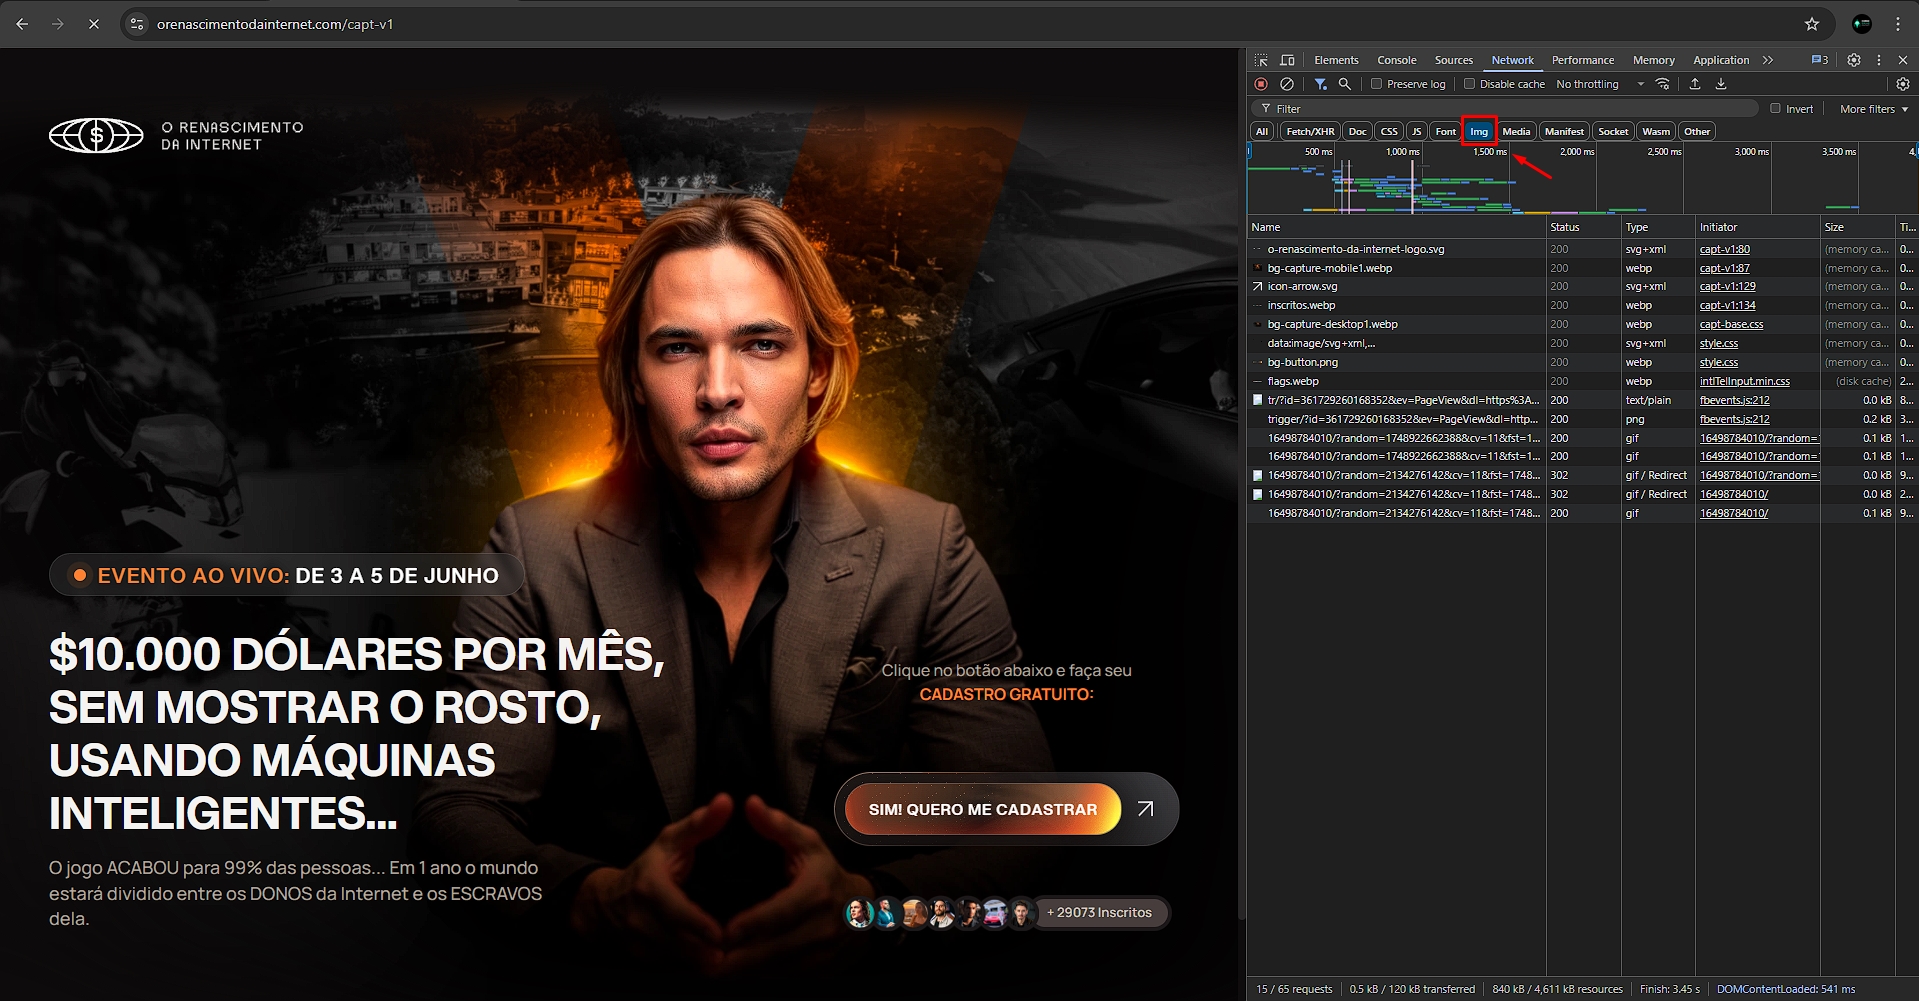 orenascimentodainternet.com/capt-v1
O RENASCIMENTO
DA INTERNET
EVENTO AO VIVO: DE 3 A 5 DE JUNHO
$10.000 DÓLARES POR MÊS,
SEM MOSTRAR O ROSTO,
USANDO MÁQUINAS
INTELIGENTES...
O jogo ACABOU para 99% das pessoas... Em 1 ano o mundo
estará dividido entre os DONOS da Internet e os ESCRAVOS
dela.
Clique no botão abaixo e faça seu
CADASTRO GRATUITO:
SIM! QUERO ME CADASTRAR
+ 29073 Inscritos
Elements Console Sources Network Performance Memory Application 3
Preserve log Disable cache No throttling
Filter Invert More filters
All Fetch/XHR Doc CSS JS Font Img Media Manifest Socket Wasm Other
500 ms 1,000 ms 1,500 ms 2,000 ms 2,500 ms 3,000 ms 3,500 ms 4,
Name Status Type Initiator Size Ti...
o-renascimento-da-internet-logo.svg 200 svg+xml capt-v1:80 (memory ca... 0...
bg-capture-mobile1.webp 200 webp capt-v1:87 (memory ca... 0...
icon-arrow.svg 200 svg+xml capt-v1:129 (memory ca... 0...
inscritos.webp 200 webp capt-v1:134 (memory ca... 0...
bg-capture-desktop1.webp 200 webp capt-base.css (memory ca... 0...
data:image/svg+xml,... 200 svg+xml style.css (memory ca... 0...
bg-button.png 200 webp style.css (memory ca... 0...
flags.webp 200 webp intlTelInput.min.css (disk cache) 2...
tr/?id=361729260168352&ev=PageView&dl=https%3A... 200 text/plain fbevents.js:212 0.0 kB 8...
trigger/?id=361729260168352&ev=PageView&dl=http... 200 png fbevents.js:212 0.2 kB 3...
16498784010/?random=1748922662388&cv=11&fst=1... 200 gif 16498784010/?random= 0.1 kB 1...
16498784010/?random=1748922662388&cv=11&fst=1... 200 gif 16498784010/?random= 0.1 kB 1...
16498784010/?random=2134276142&cv=11&fst=1748... 302 gif / Redirect 16498784010/?random= 0.0 kB 9...
16498784010/?random=2134276142&cv=11&fst=1748... 302 gif / Redirect 16498784010/ 0.0 kB 2...
16498784010/?random=2134276142&cv=11&fst=1748... 200 gif 16498784010/ 0.1 kB 9...
15 / 65 requests 0.5 kB / 120 kB transferred 840 kB / 4,611 kB resources Finish: 3.45 s DOMContentLoaded: 541 ms